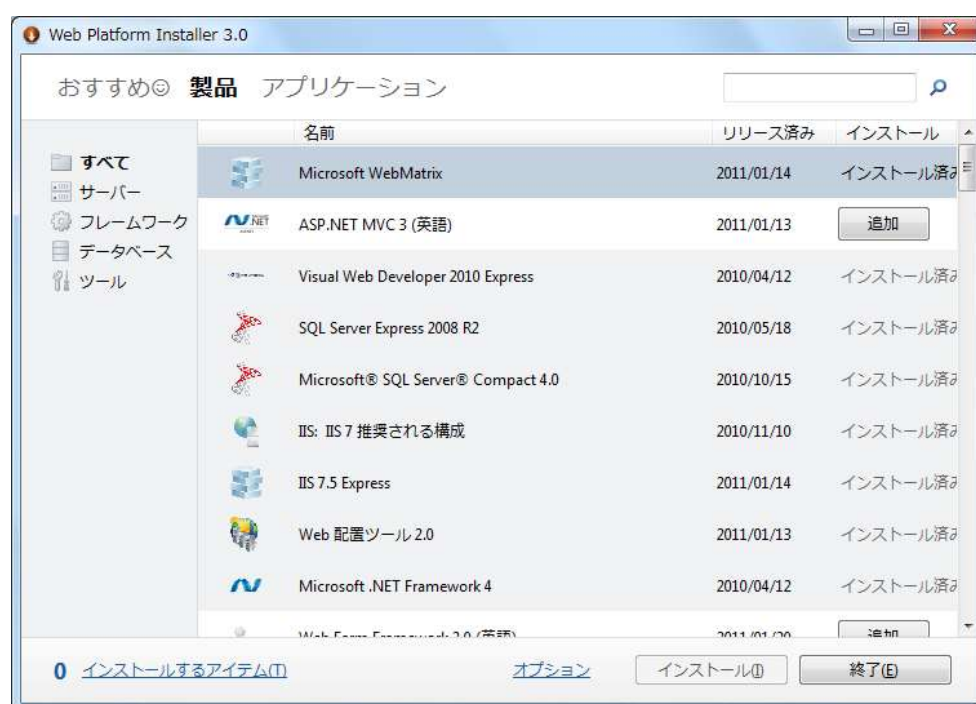 Web Platform Installer 3.0
おすすめ☺ 製品 アプリケーション
名前 リリース済み インストール
すべて
サーバー
フレームワーク
データベース
ツール
Microsoft WebMatrix 2011/01/14 インストール済み
.NET ASP.NET MVC 3 (英語) 2011/01/13 追加
Visual Web Developer 2010 Express 2010/04/12 インストール済み
SQL Server Express 2008 R2 2010/05/18 インストール済み
Microsoft® SQL Server® Compact 4.0 2010/10/15 インストール済み
IIS: IIS 7 推奨される構成 2010/11/10 インストール済み
IIS 7.5 Express 2011/01/14 インストール済み
Web 配置ツール 2.0 2011/01/13 インストール済み
Microsoft .NET Framework 4 2010/04/12 インストール済み
Web Farm Framework 2.0 (英語) 2011/01/20 追加
0 インストールするアイテム(T) オプション インストール(I) 終了(E)